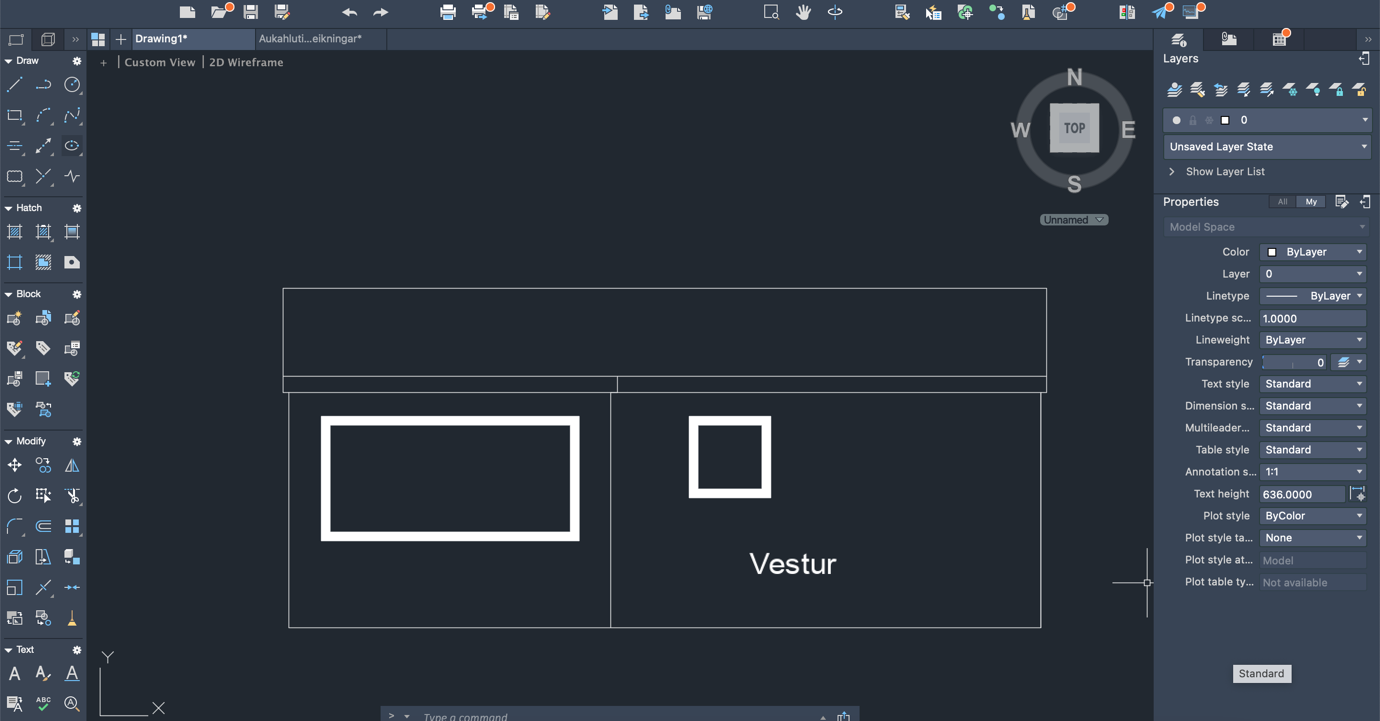 Drawing1*
Aukahluti...eikningar*
Draw
+ | Custom View | 2D Wireframe
N
W
TOP
E
S
Unnamed
Layers
0
Unsaved Layer State
Show Layer List
Hatch
Properties
All
My
Model Space
Color
ByLayer
Layer
0
Block
Linetype
ByLayer
Linetype sc...
1.0000
Lineweight
ByLayer
Transparency
0
Text style
Standard
Dimension s...
Standard
Multileader...
Standard
Modify
Table style
Standard
Annotation s...
1:1
Text height
636.0000
Plot style
ByColor
Plot style ta...
None
Plot style at...
Model
Plot table ty...
Not available
Vestur
Text
Y
X
A
A
A
ABC
Standard
> Type a command